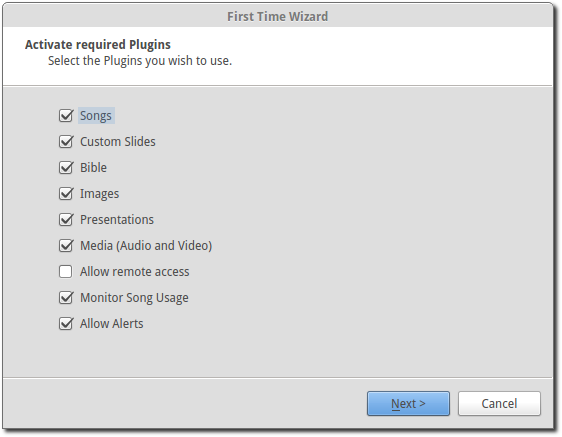 First Time Wizard
Activate required Plugins
Select the Plugins you wish to use.
Songs
Custom Slides
Bible
Images
Presentations
Media (Audio and Video)
Allow remote access
Monitor Song Usage
Allow Alerts
Next >
Cancel